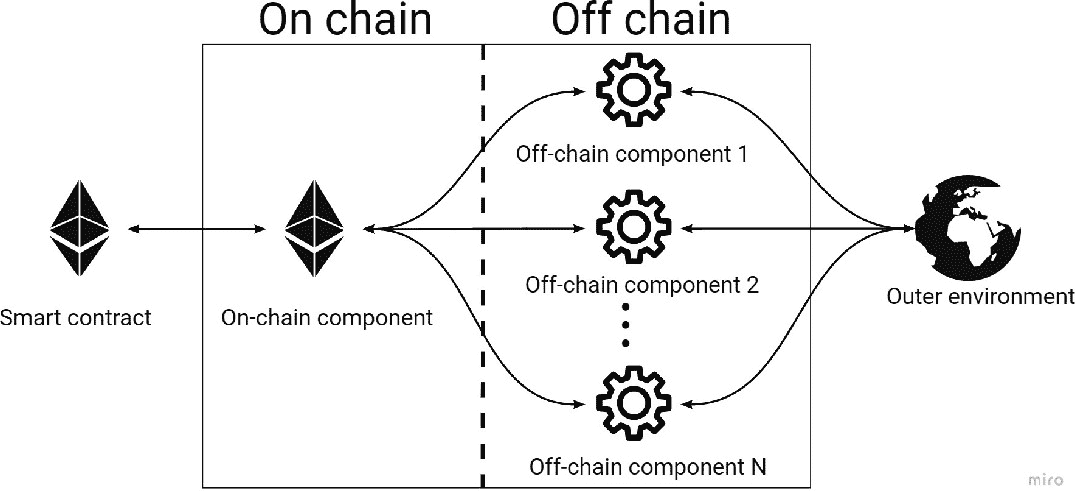 On chain
Off chain
Off-chain component 1
Off-chain component 2
Outer environment
Smart contract
On-chain component
Off-chain component N
miro